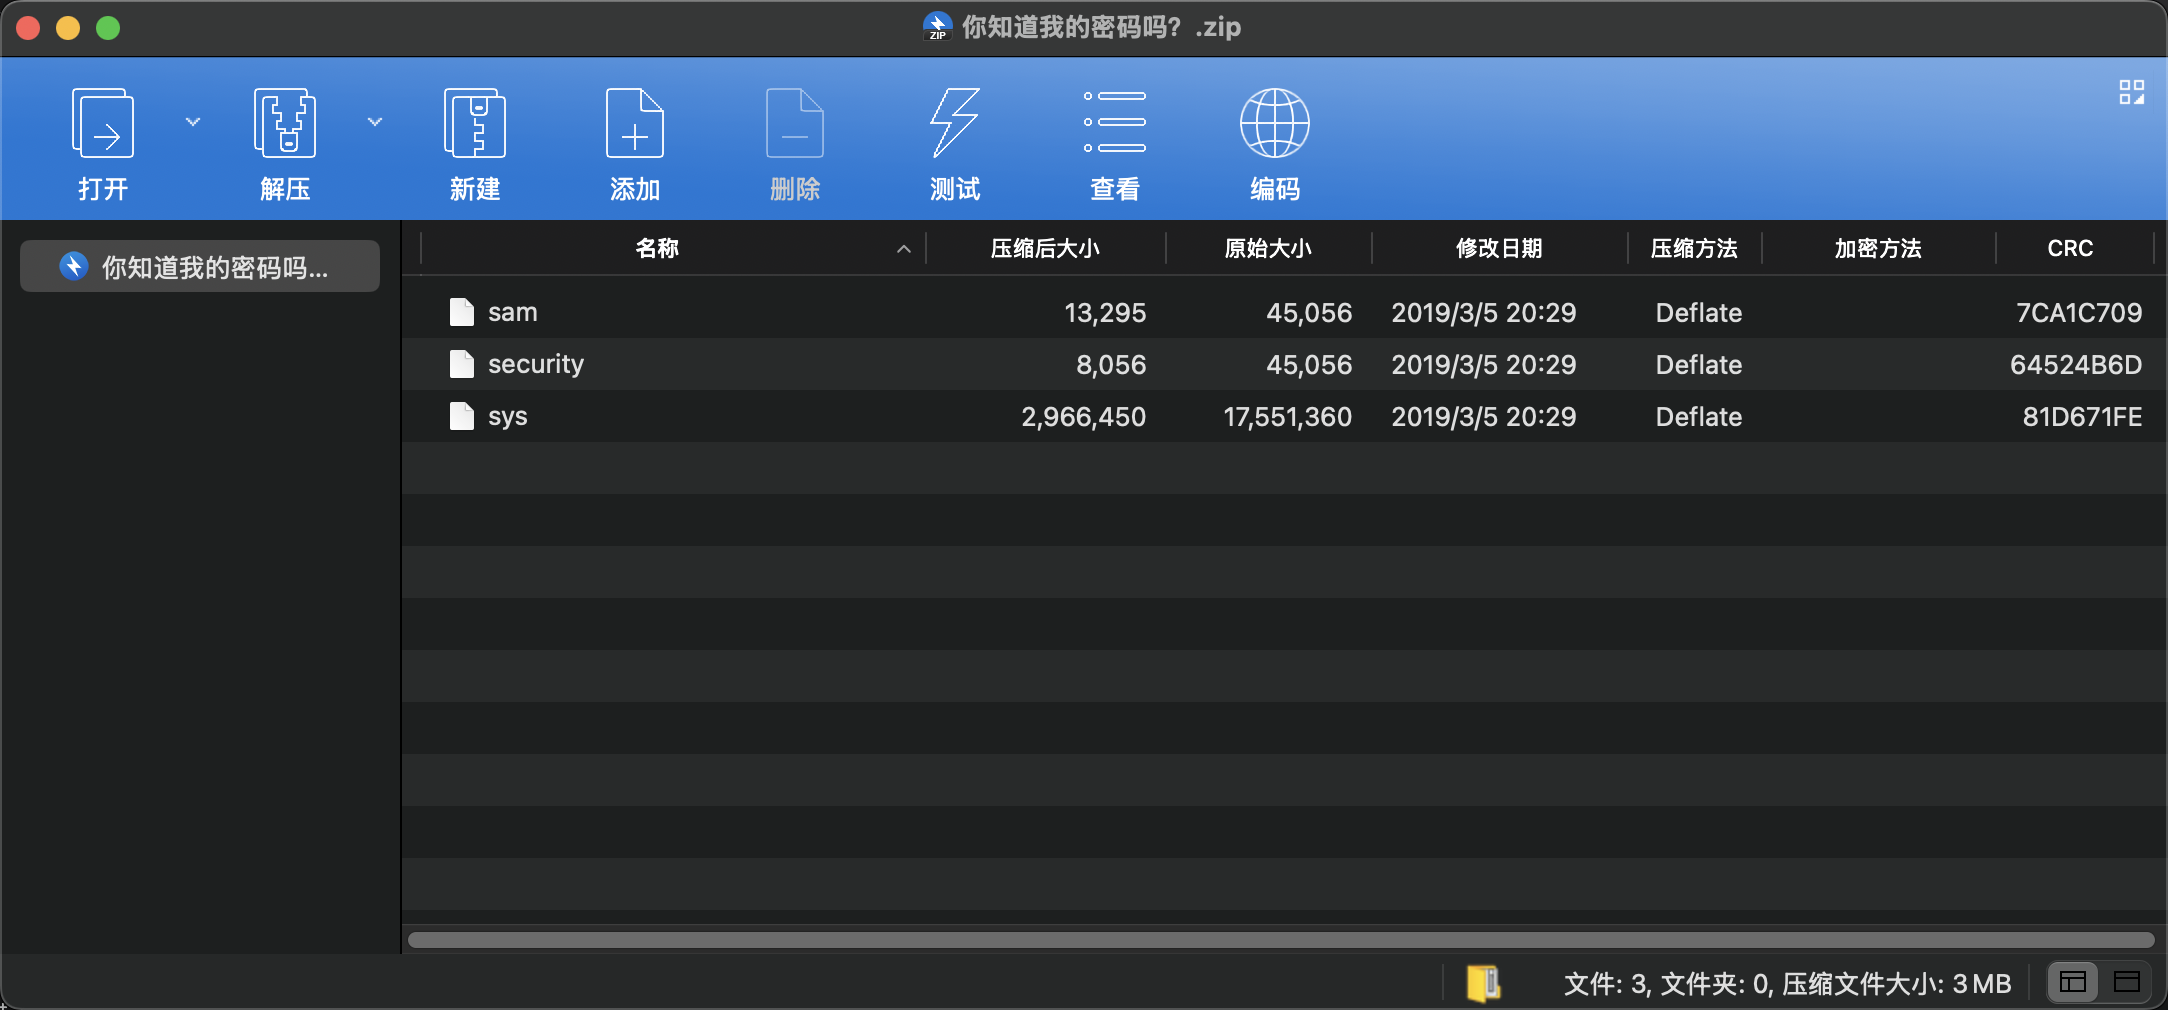 你知道我的密码吗？.zip
ZIP
打开
解压
新建
添加
删除
测试
查看
编码
你知道我的密码吗...
名称 压缩后大小 原始大小 修改日期 压缩方法 加密方法 CRC
sam 13,295 45,056 2019/3/5 20:29 Deflate 7CA1C709
security 8,056 45,056 2019/3/5 20:29 Deflate 64524B6D
sys 2,966,450 17,551,360 2019/3/5 20:29 Deflate 81D671FE
文件: 3, 文件夹: 0, 压缩文件大小: 3 MB